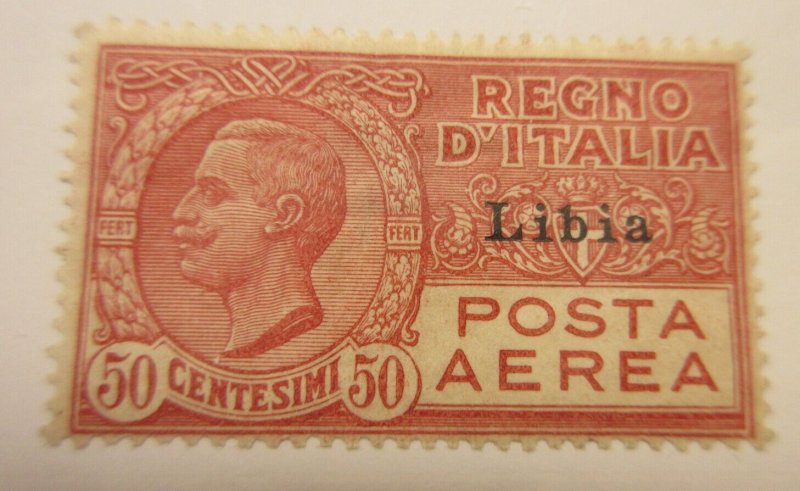 REGNO
D'ITALIA
Libia
FERT FERT
POSTA
AEREA
50 CENTESIMI 50